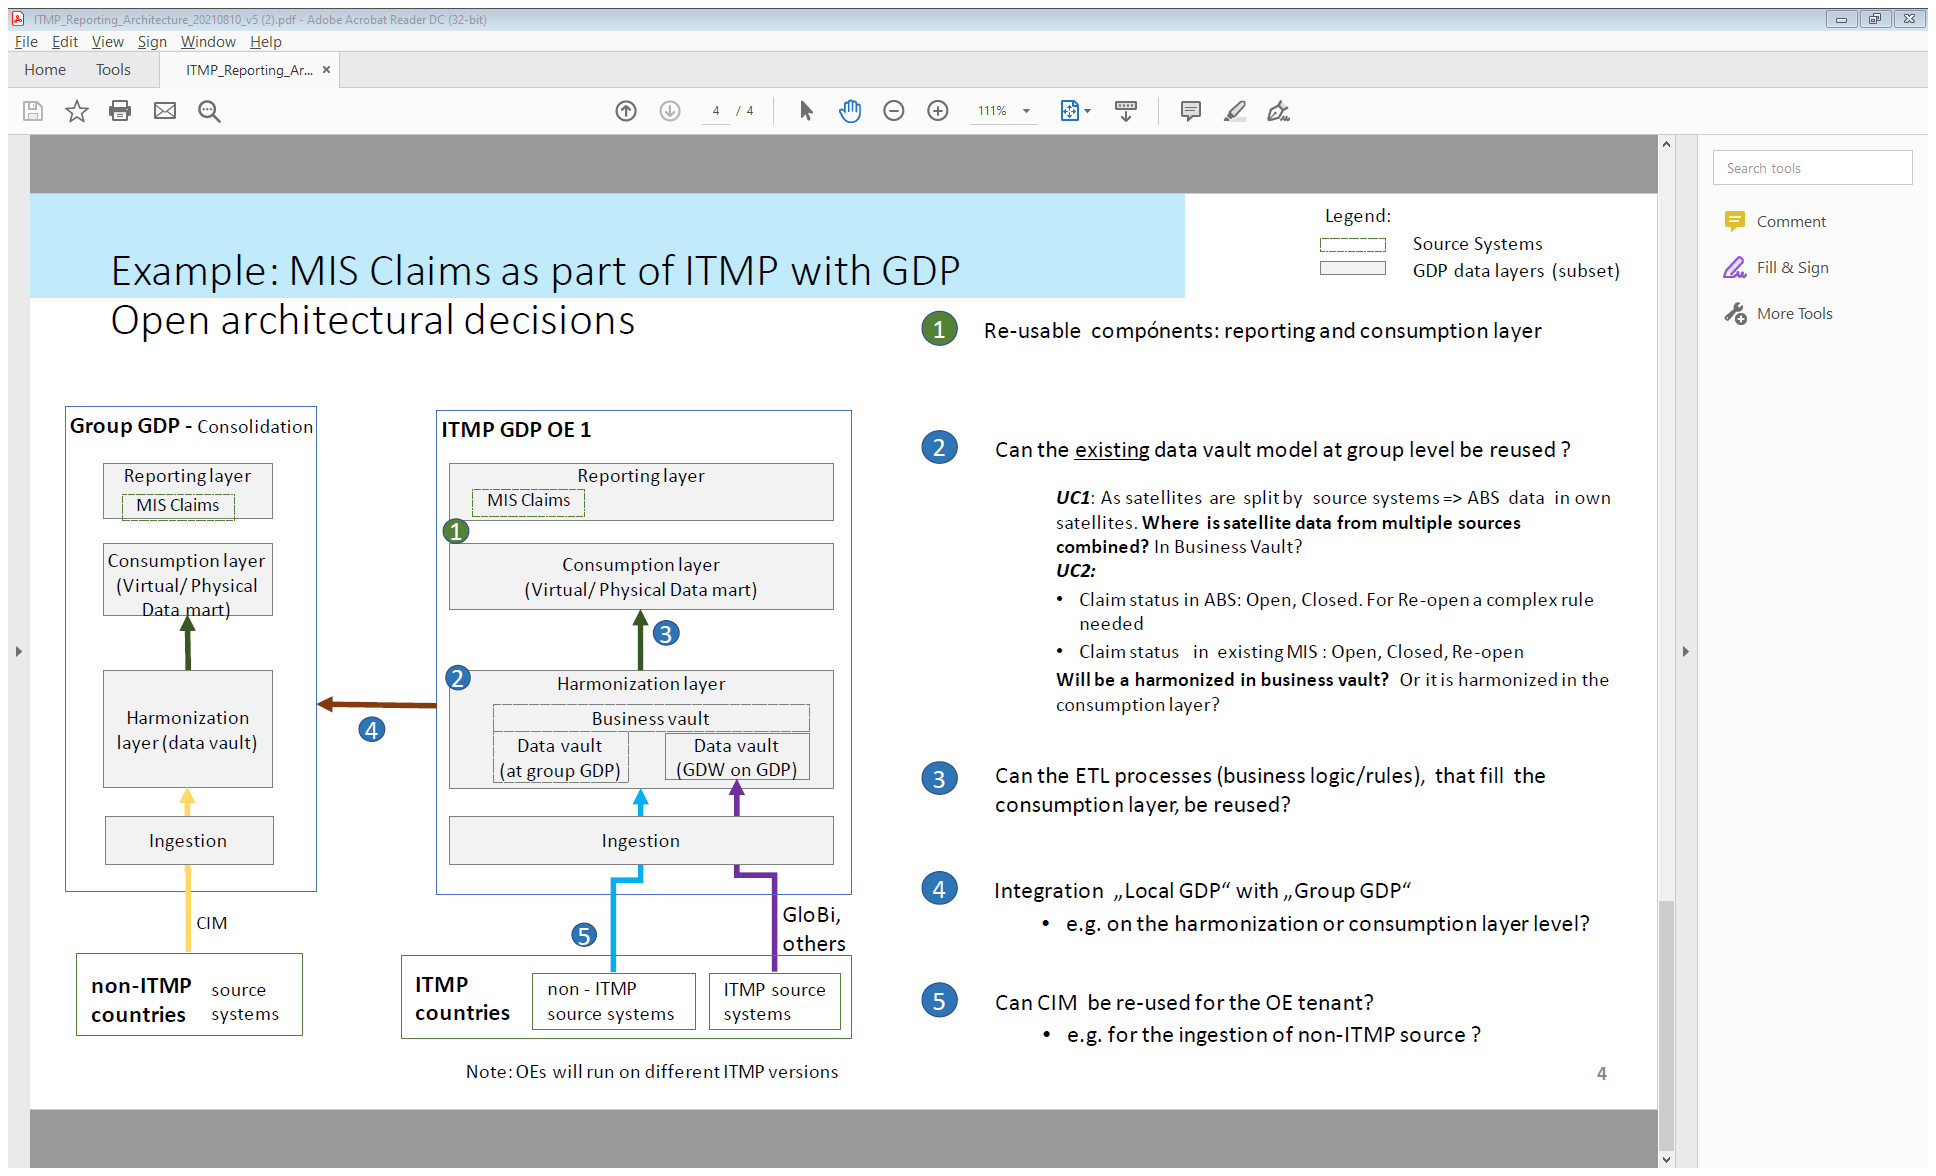 ITMP_Reporting_Architecture_20210810_v5 (2).pdf - Adobe Acrobat Reader DC (32-bit)
File Edit View Sign Window Help
Home Tools ITMP_Reporting_Ar... ×
4 / 4 111%
Search tools
Comment
Fill & Sign
More Tools
Legend:
Source Systems
GDP data layers (subset)
Example: MIS Claims as part of ITMP with GDP
Open architectural decisions
Group GDP - Consolidation
Reporting layer
MIS Claims
Consumption layer
(Virtual/ Physical
Data mart)
Harmonization
layer (data vault)
Ingestion
CIM
non-ITMP
countries
source
systems
ITMP GDP OE 1
Reporting layer
MIS Claims
1
Consumption layer
(Virtual/ Physical Data mart)
3
2
Harmonization layer
Business vault
Data vault
(at group GDP)
Data vault
(GDW on GDP)
4
Ingestion
5
GloBi,
others
ITMP
countries
non - ITMP
source systems
ITMP source
systems
Note: OEs will run on different ITMP versions
1 Re-usable compónents: reporting and consumption layer
2 Can the existing data vault model at group level be reused ?
UC1: As satellites are split by source systems => ABS data in own
satellites. Where is satellite data from multiple sources
combined? In Business Vault?
UC2:
• Claim status in ABS: Open, Closed. For Re-open a complex rule
needed
• Claim status in existing MIS : Open, Closed, Re-open
Will be a harmonized in business vault? Or it is harmonized in the
consumption layer?
3 Can the ETL processes (business logic/rules), that fill the
consumption layer, be reused?
4 Integration „Local GDP“ with „Group GDP“
• e.g. on the harmonization or consumption layer level?
5 Can CIM be re-used for the OE tenant?
• e.g. for the ingestion of non-ITMP source ?
4